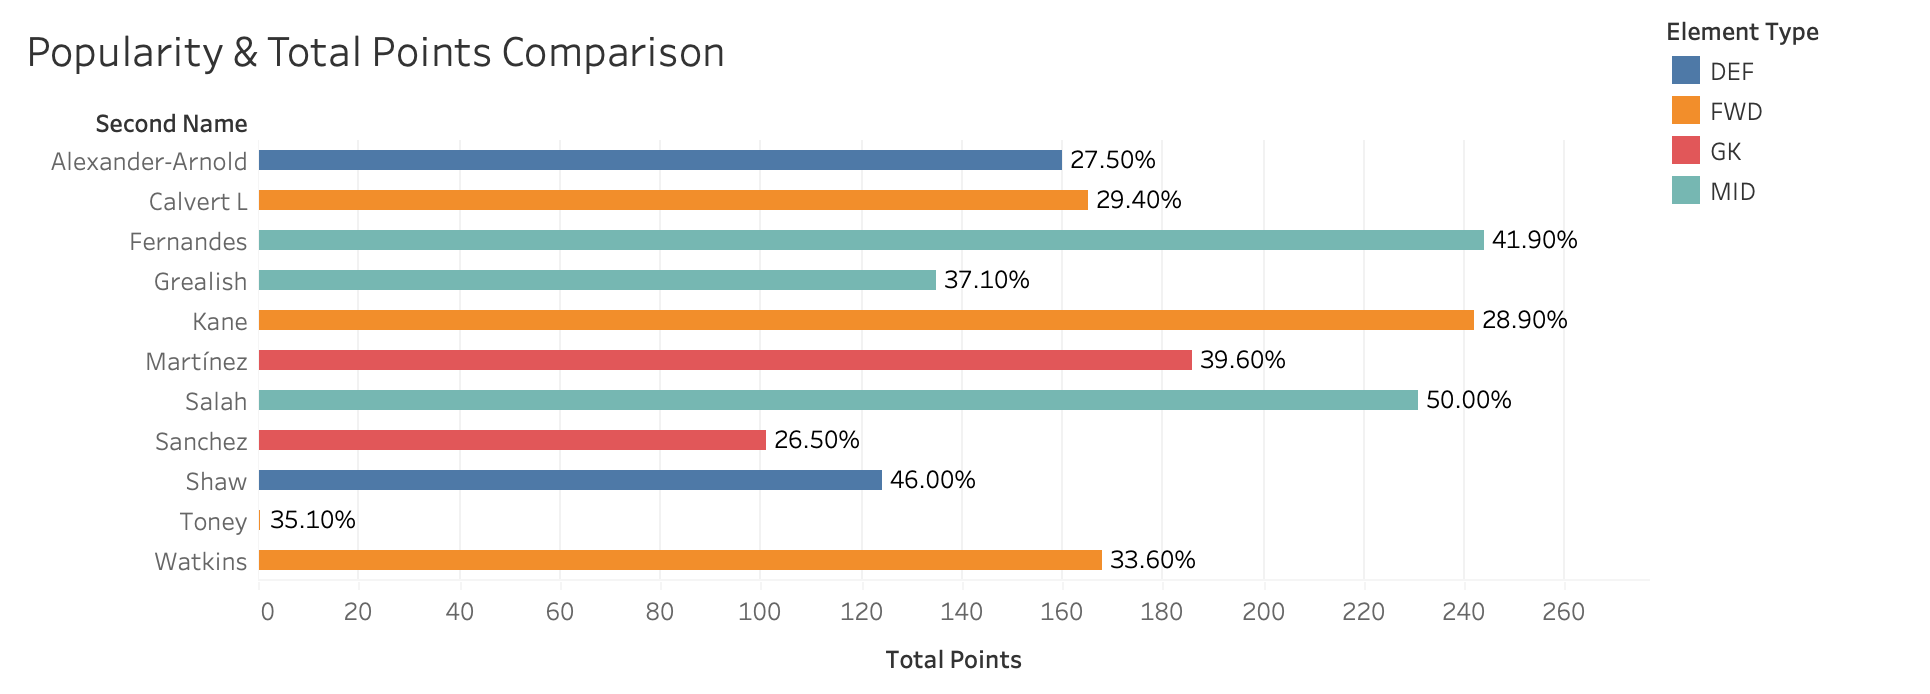 Popularity & Total Points Comparison
Element Type
DEF
FWD
GK
MID
Second Name
Alexander-Arnold 27.50%
Calvert L 29.40%
Fernandes 41.90%
Grealish 37.10%
Kane 28.90%
Martínez 39.60%
Salah 50.00%
Sanchez 26.50%
Shaw 46.00%
Toney 35.10%
Watkins 33.60%
0 20 40 60 80 100 120 140 160 180 200 220 240 260
Total Points